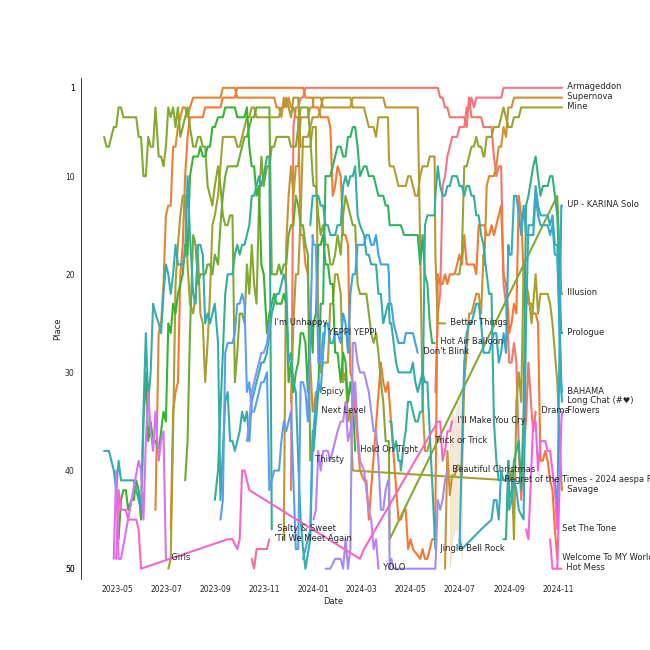 1
Armageddon
Supernova
Mine
10
UP - KARINA Solo
20
Illusion
I'm Unhappy
Better Things
YEPPI YEPPI
Prologue
Hot Air Balloon
Don't Blink
30
Spicy
BAHAMA
Long Chat (#♥)
Next Level
Drama
Flowers
I'll Make You Cry
Trick or Trick
Hold On Tight
Thirsty
40
Beautiful Christmas
Regret of the Times - 2024 aespa R
Savage
Salty & Sweet
Set The Tone
'Til We Meet Again
Jingle Bell Rock
Girls
Welcome To MY World
50
YOLO
Hot Mess
Place
2023-05 2023-07 2023-09 2023-11 2024-01 2024-03 2024-05 2024-07 2024-09 2024-11
Date